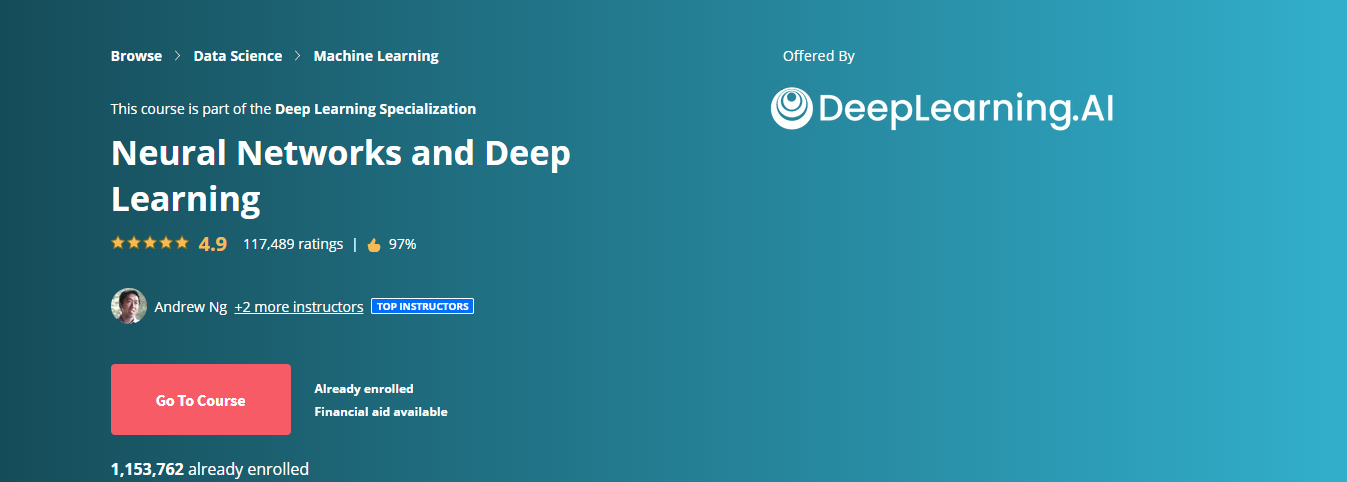 Browse > Data Science > Machine Learning
Offered By
DeepLearning.AI
This course is part of the Deep Learning Specialization
Neural Networks and Deep
Learning
4.9 117,489 ratings | 97%
Andrew Ng +2 more instructors TOP INSTRUCTORS
Go To Course
Already enrolled
Financial aid available
1,153,762 already enrolled